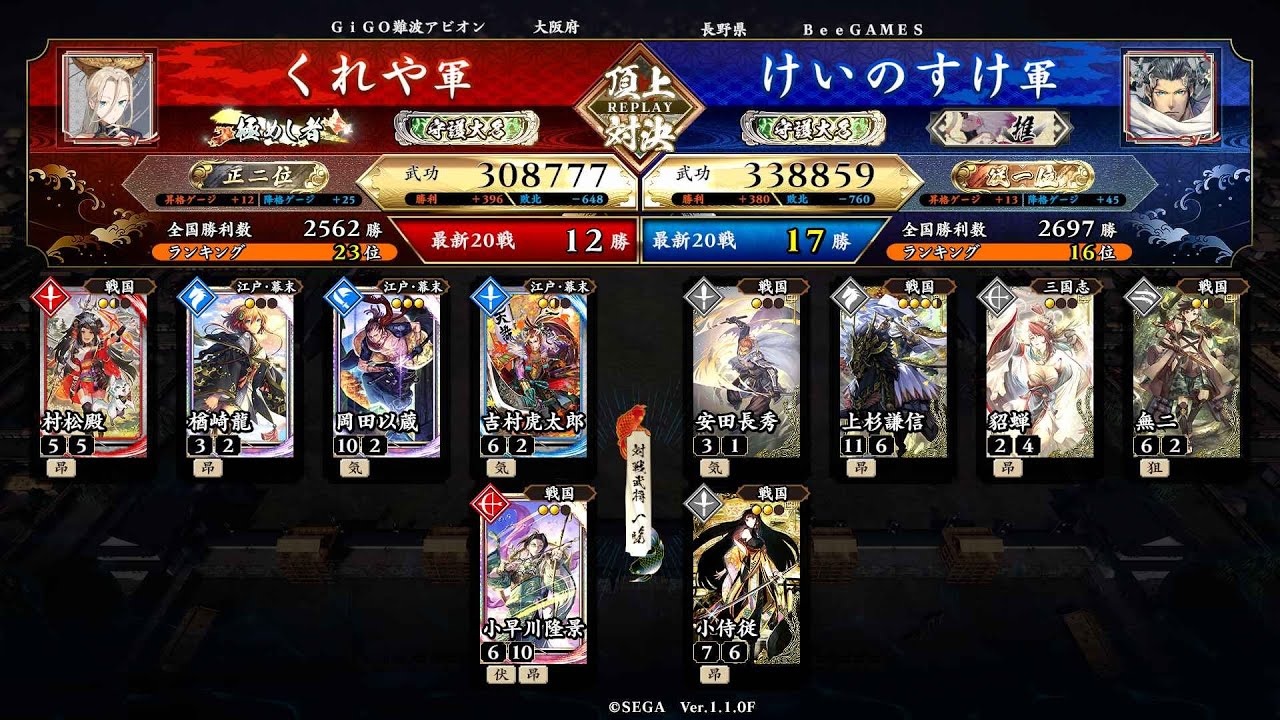 GiGO難波アビオン 大阪府
長野県 BeeGAMES
くれや軍
頂上
REPLAY
対決
けいのすけ軍
極めし者
守護大名
守護大名
推
正二位
武功 308777
昇格ゲージ +12 降格ゲージ +25
勝利 +396 敗北 -648
武功 338859
勝利 +380 敗北 -760
従一位
昇格ゲージ +13 降格ゲージ +45
全国勝利数 2562勝
ランキング 23位
最新20戦 12勝
最新20戦 17勝
全国勝利数 2697勝
ランキング 16位
戦国
村松殿
5 5
昴
江戸・幕末
楢崎龍
3 2
昴
江戸・幕末
岡田以蔵
10 2
気
江戸・幕末
吉村虎太郎
6 2
気
戦国
安田長秀
3 1
気
戦国
上杉謙信
11 6
昴
三国志
貂蝉
2 4
昴
戦国
無二
6 2
狙
戦国
小早川隆景
6 10
伏 昴
戦国
小侍従
7 6
昴
©SEGA Ver.1.1.0F